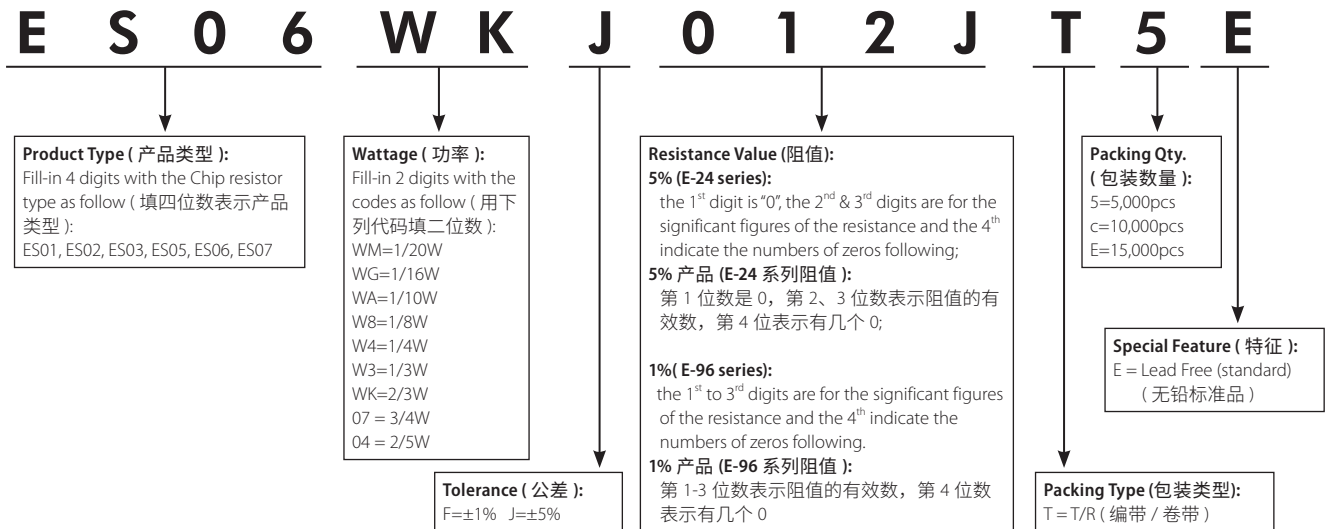 E S 0 6 W K J 0 1 2 J T 5 E
Product Type ( 产品类型 ):
Fill-in 4 digits with the Chip resistor
type as follow ( 填四位数表示产品
类型 ):
ES01, ES02, ES03, ES05, ES06, ES07
Wattage ( 功率 ):
Fill-in 2 digits with the
codes as follow ( 用下
列代码填二位数 ):
WM=1/20W
WG=1/16W
WA=1/10W
W8=1/8W
W4=1/4W
W3=1/3W
WK=2/3W
07 = 3/4W
04 = 2/5W
Tolerance ( 公差 ):
F=±1% J=±5%
Resistance Value (阻值):
5% (E-24 series):
the 1st digit is "0", the 2nd & 3rd digits are for the
significant figures of the resistance and the 4th
indicate the numbers of zeros following;
5% 产品 (E-24 系列阻值 ):
第 1 位数是 0，第 2、3 位数表示阻值的有
效数，第 4 位表示有几个 0;
1%( E-96 series):
the 1st to 3rd digits are for the significant figures
of the resistance and the 4th indicate the
numbers of zeros following.
1% 产品 (E-96 系列阻值 ):
第 1-3 位数表示阻值的有效数，第 4 位数
表示有几个 0
Packing Type (包装类型):
T = T/R ( 编带 / 卷带 )
Packing Qty.
( 包装数量 ):
5=5,000pcs
c=10,000pcs
E=15,000pcs
Special Feature ( 特征 ):
E = Lead Free (standard)
( 无铅标准品 )